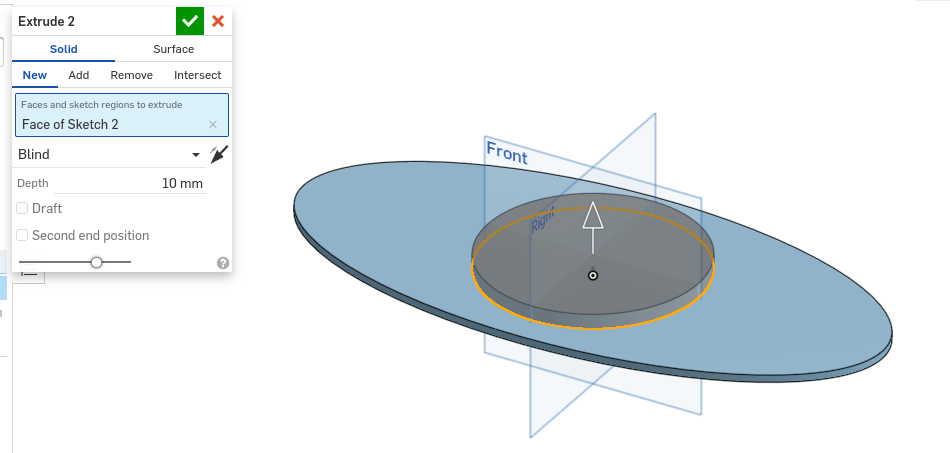 Extrude 2
Solid Surface
New Add Remove Intersect
Faces and sketch regions to extrude
Face of Sketch 2
Blind
Depth 10 mm
Draft
Second end position
Front
Right